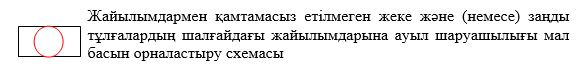 Жайылымдармен қамтамасыз етілмеген жеке және (немесе) заңды
тұлғалардың шалғайдағы жайылымдарына ауыл шаруашылығы мал
басын орналастыру схемасы